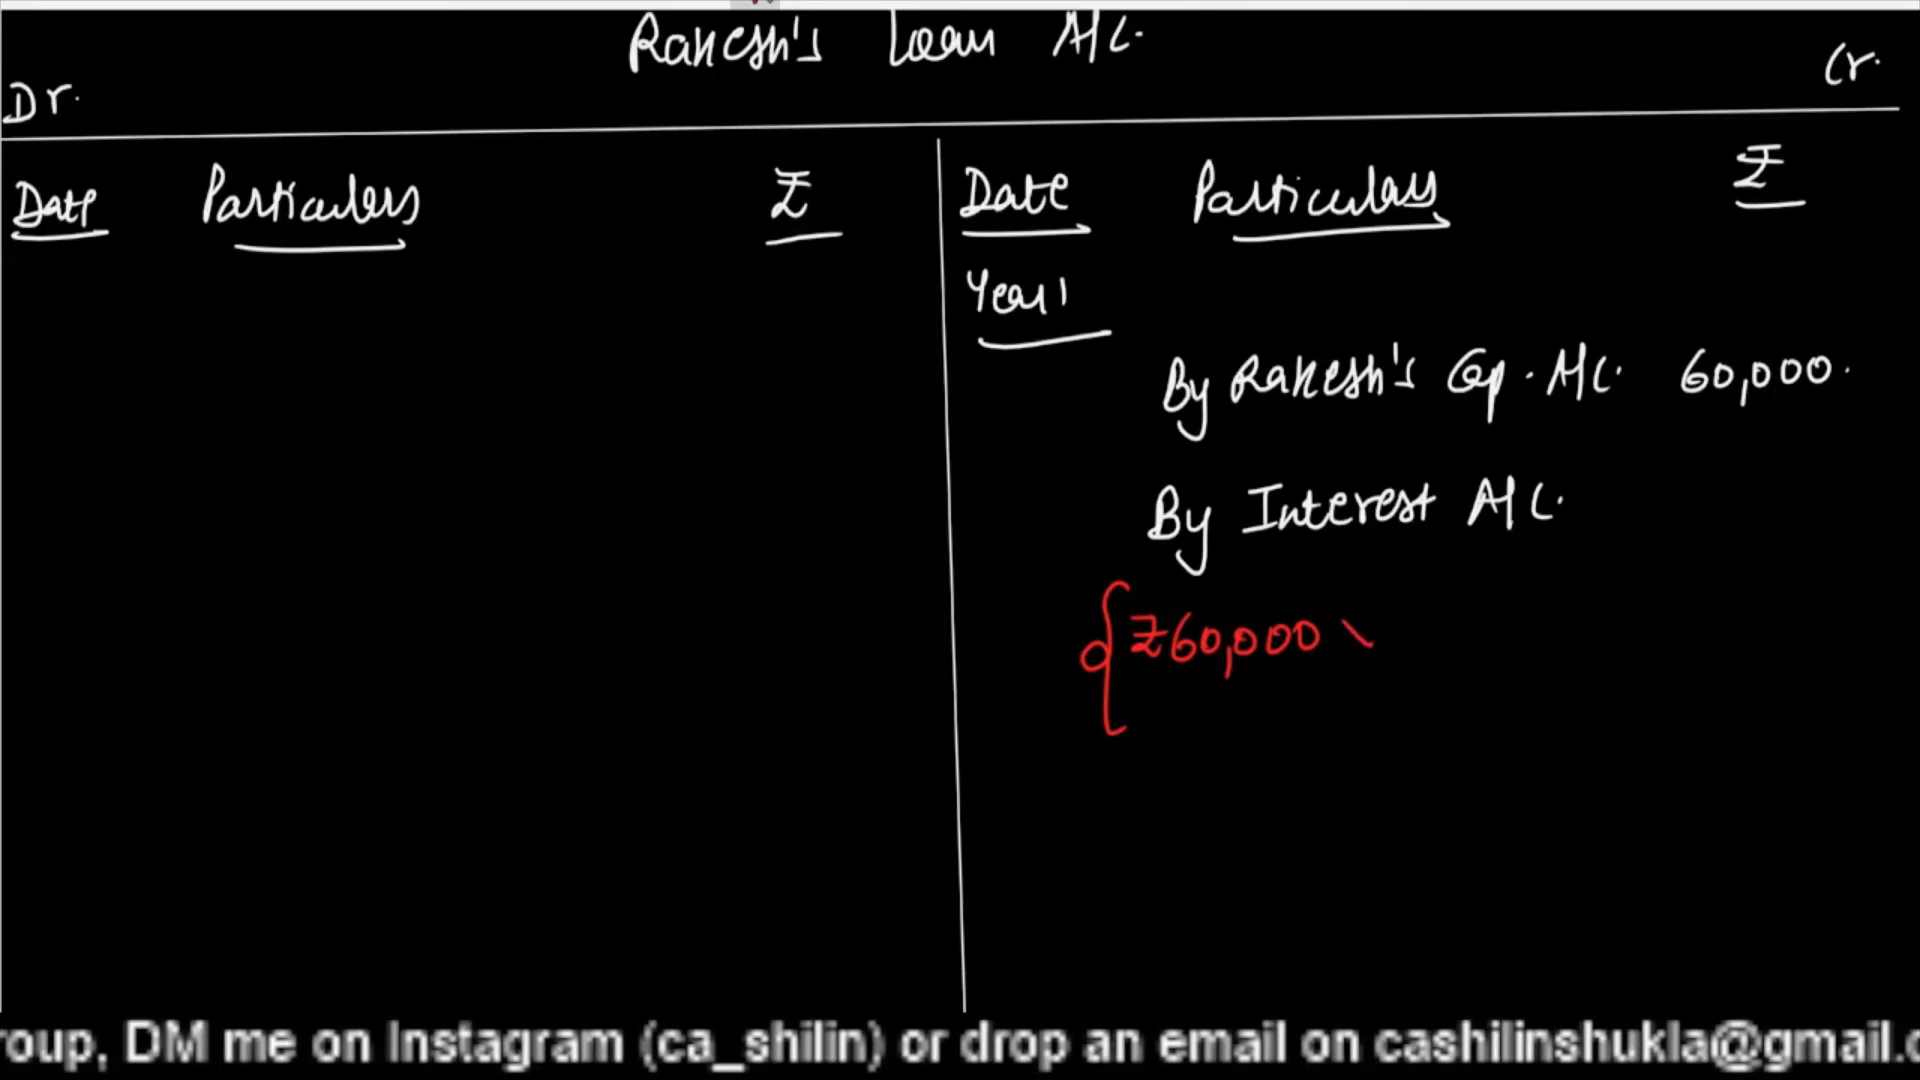 Rakesh's Loan A/C.
Dr. Cr.
Date Particulars ₹ Date Particulars ₹
Year 1
By Rakesh's Cap. A/C. 60,000.
By Interest A/C.
{₹60,000
roup, DM me on Instagram (ca_shilin) or drop an email on cashilinshukla@gmail.c